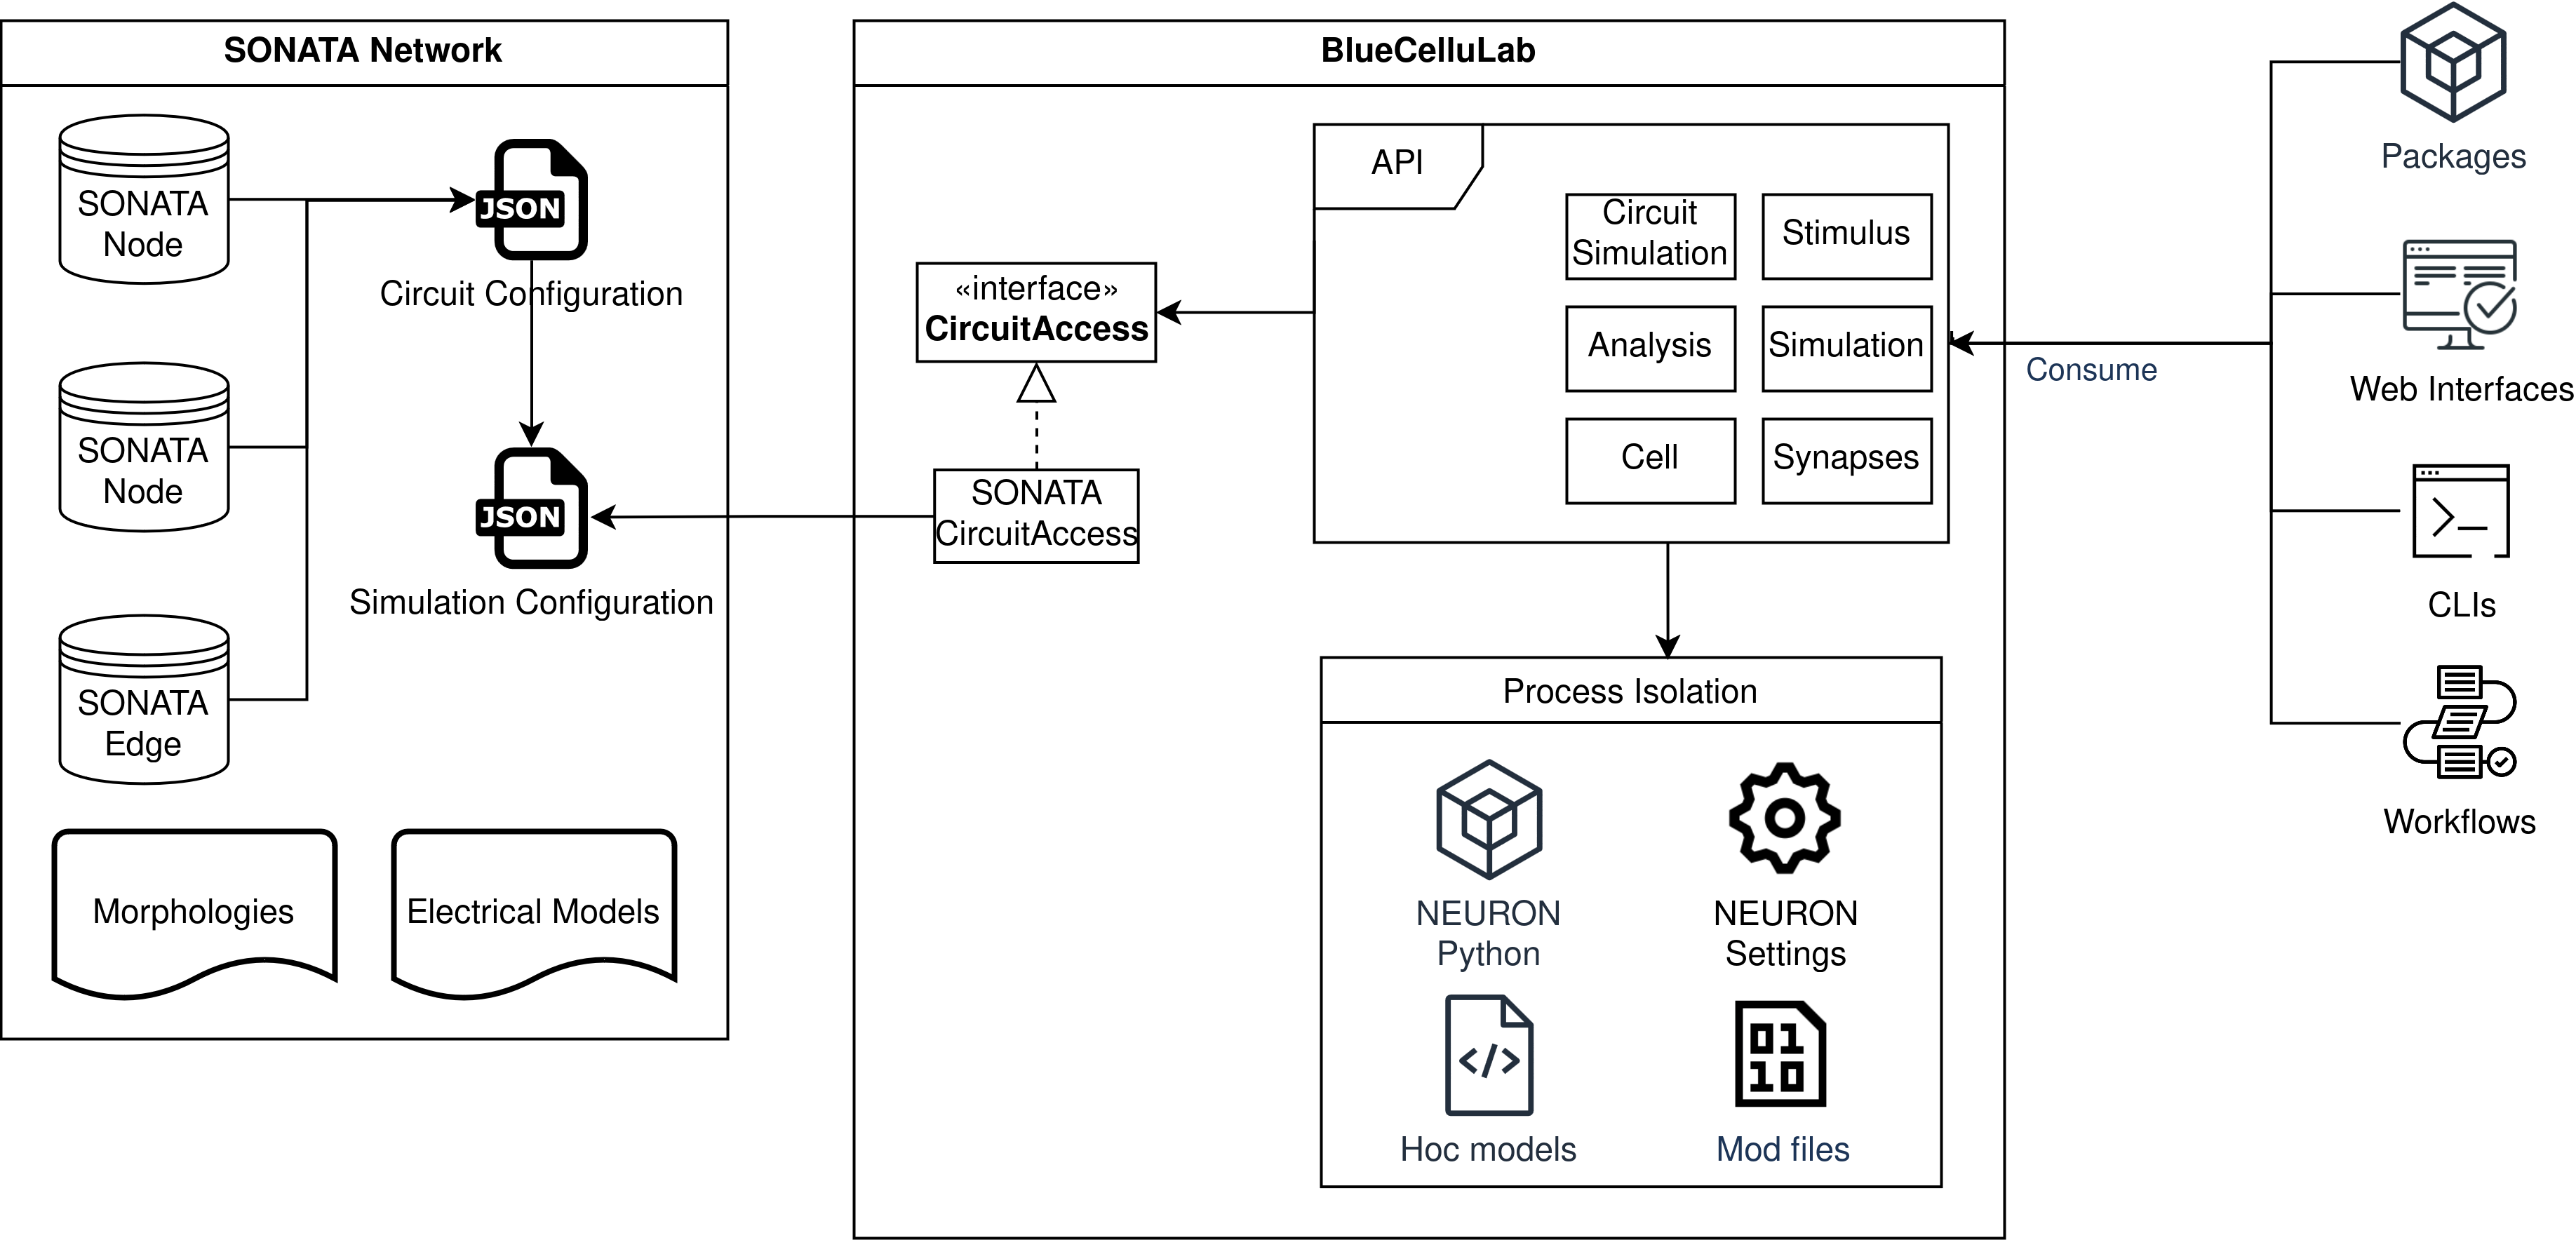 SONATA Network
SONATA
Node
JSON
Circuit Configuration
SONATA
Node
JSON
Simulation Configuration
SONATA
Edge
Morphologies
Electrical Models
BlueCelluLab
API
Circuit
Simulation
Stimulus
Analysis
Simulation
Cell
Synapses
«interface»
CircuitAccess
SONATA
CircuitAccess
Process Isolation
NEURON
Python
NEURON
Settings
Hoc models
01
10
Mod files
Consume
Packages
Web Interfaces
CLIs
Workflows